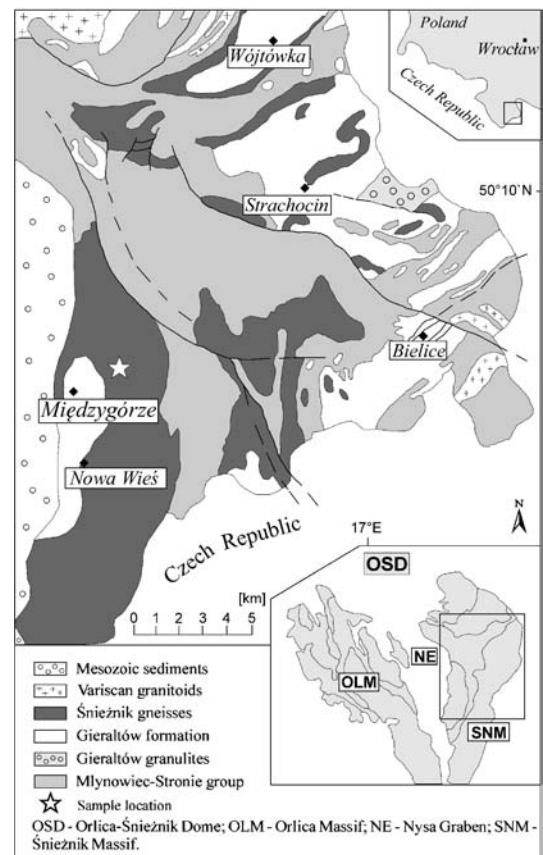 Poland
Wrocław
Czech Republic
Wójtówka
50°10`N
Strachocin
Bielice
Międzygórze
Nowa Wieś
Czech Republic
N
17°E
[km]
0 1 2 3 4 5
OSD
NE
OLM
SNM
Mesozoic sediments
Variscan granitoids
Śnieżnik gneisses
Gierałtów formation
Gierałtów granulites
Młynowiec-Stronie group
Sample location
OSD - Orlica-Śnieżnik Dome; OLM - Orlica Massif; NE - Nysa Graben; SNM -
Śnieżnik Massif.